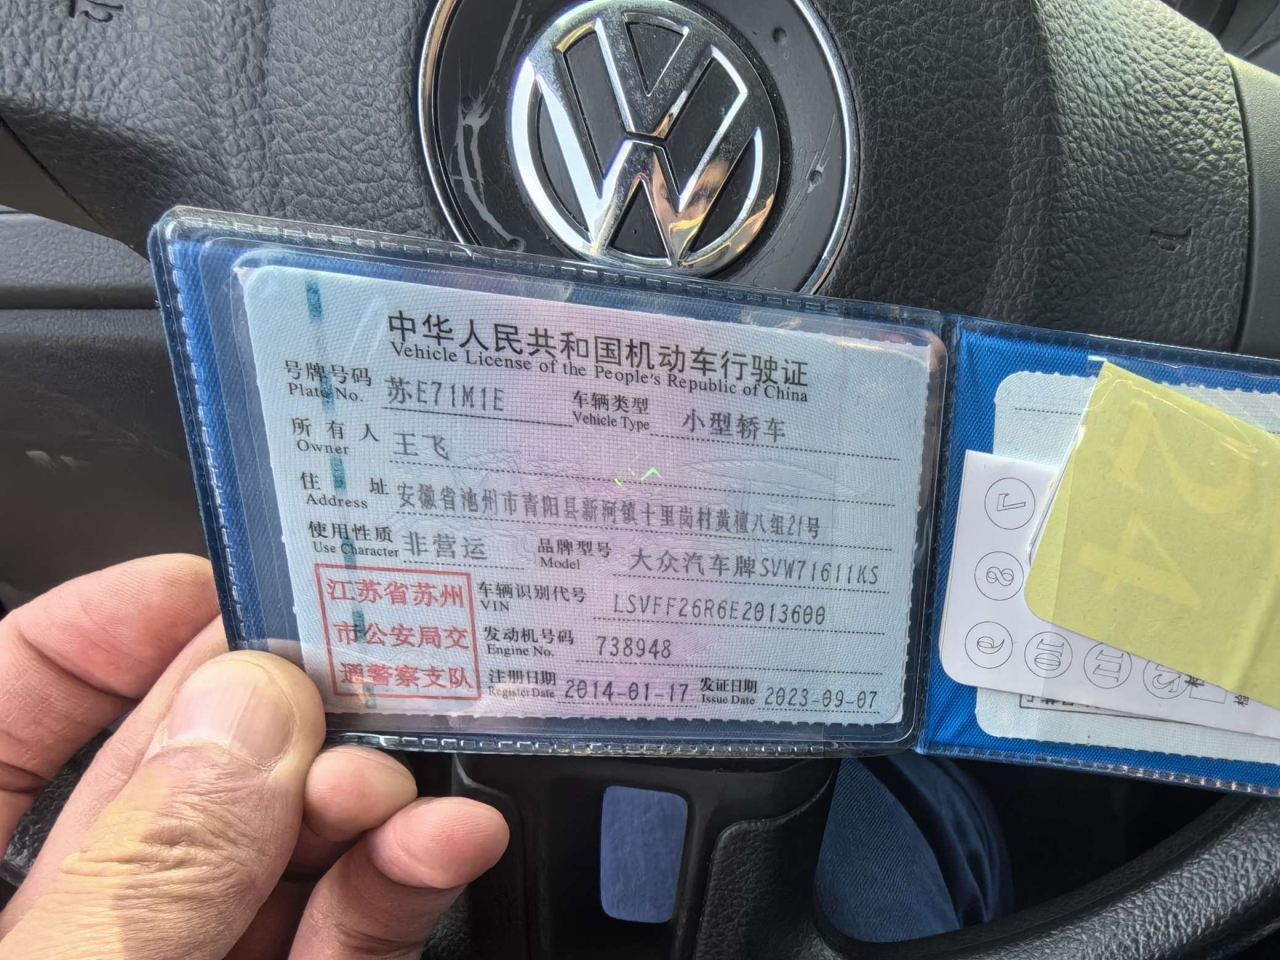 中华人民共和国机动车行驶证
Vehicle License of the People's Republic of China
号牌号码 苏E71M1E 车辆类型 小型轿车
Plate No. Vehicle Type
所有人 王飞
Owner
住址 安徽省池州市青阳县新河镇十里岗村黄檀八组21号
Address
使用性质 非营运 品牌型号 大众汽车牌SVW71611KS
Use Character Model
江苏省苏州
市公安局交
通警察支队
车辆识别代号 LSVFF26R6E2013600
VIN
发动机号码 738948
Engine No.
注册日期 2014-01-17 发证日期 2023-09-07
Register Date Issue Date
24
7
8
9
10
11